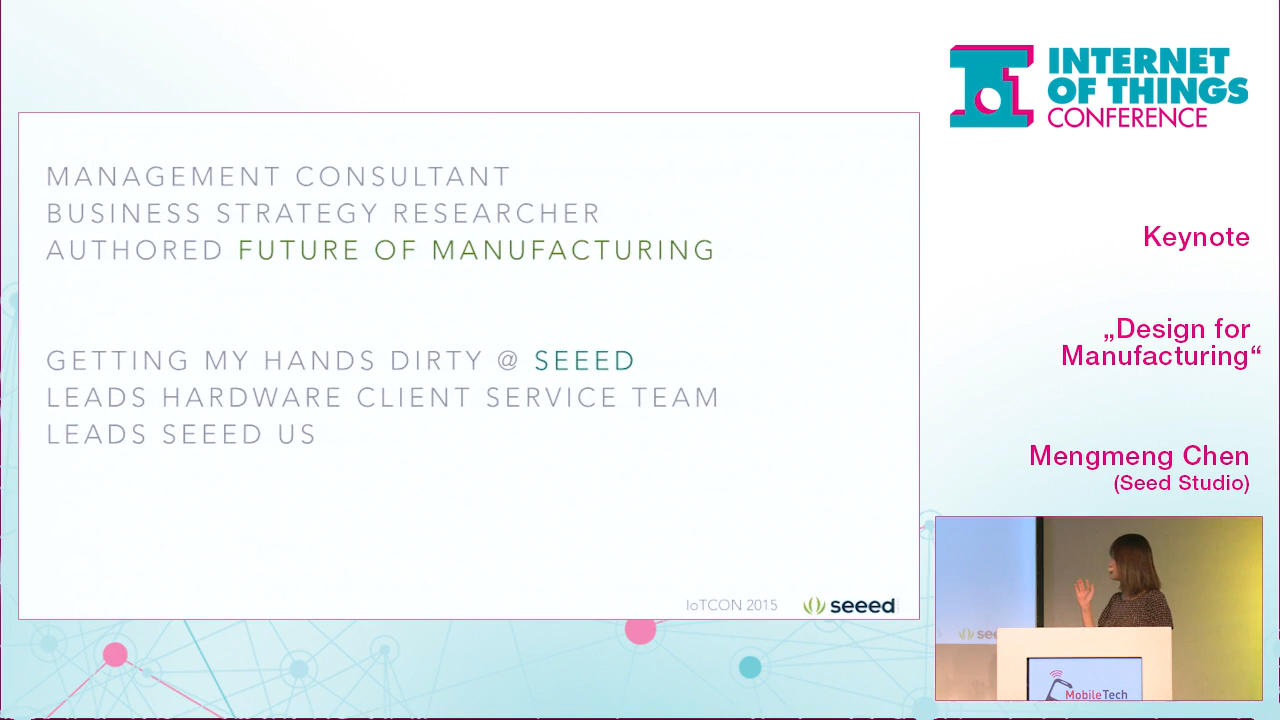 INTERNET
OF THINGS
CONFERENCE
MANAGEMENT CONSULTANT
BUSINESS STRATEGY RESEARCHER
AUTHORED FUTURE OF MANUFACTURING
GETTING MY HANDS DIRTY @ SEEED
LEADS HARDWARE CLIENT SERVICE TEAM
LEADS SEEED US
IoTCON 2015
seeed
Keynote
„Design for
Manufacturing“
Mengmeng Chen
(Seed Studio)
see
MobileTech